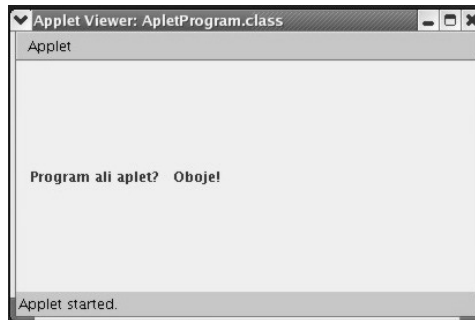 Applet Viewer: ApletProgram.class
Applet
Program ali aplet? Oboje!
Applet started.